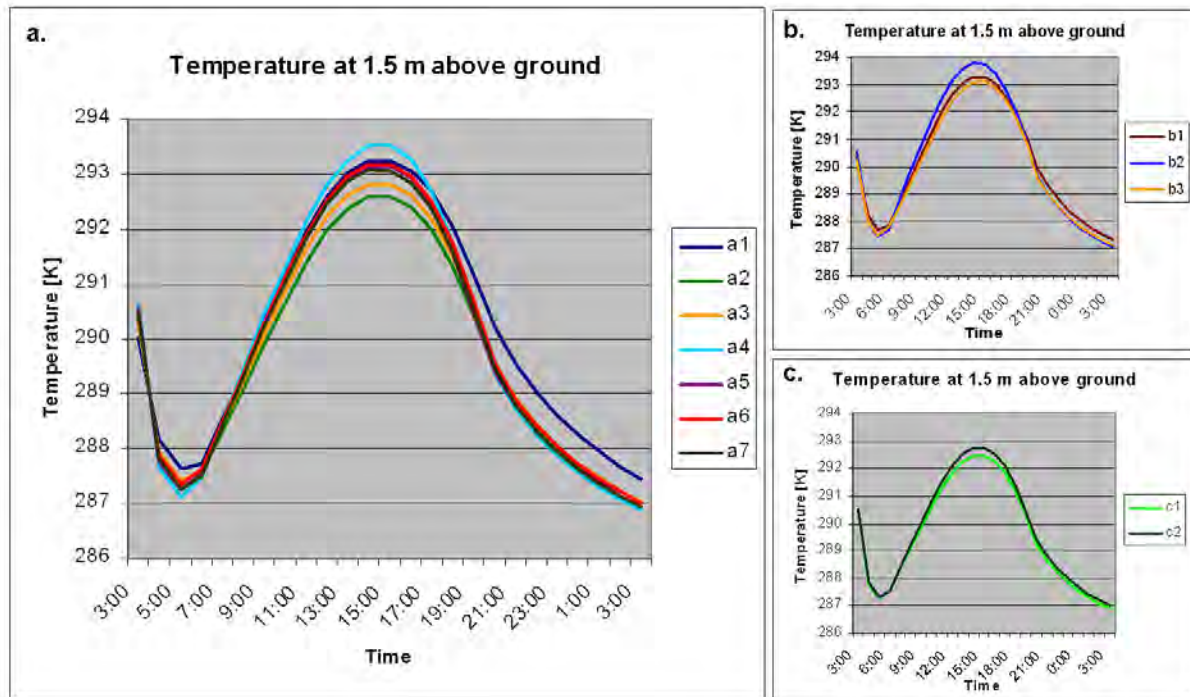 a.
Temperature at 1.5 m above ground
Temperature [K]
294
293
292
291
290
289
288
287
286
3:00
5:00
7:00
9:00
11:00
13:00
15:00
17:00
19:00
21:00
23:00
1:00
3:00
Time
a1
a2
a3
a4
a5
a6
a7
b.
Temperature at 1.5 m above ground
Temperature [K]
294
293
292
291
290
289
288
287
286
3:00
6:00
9:00
12:00
15:00
18:00
21:00
0:00
3:00
Time
b1
b2
b3
c.
Temperature at 1.5 m above ground
Temperature [K]
294
293
292
291
290
289
288
287
286
3:00
6:00
9:00
12:00
15:00
18:00
21:00
0:00
3:00
Time
c1
c2